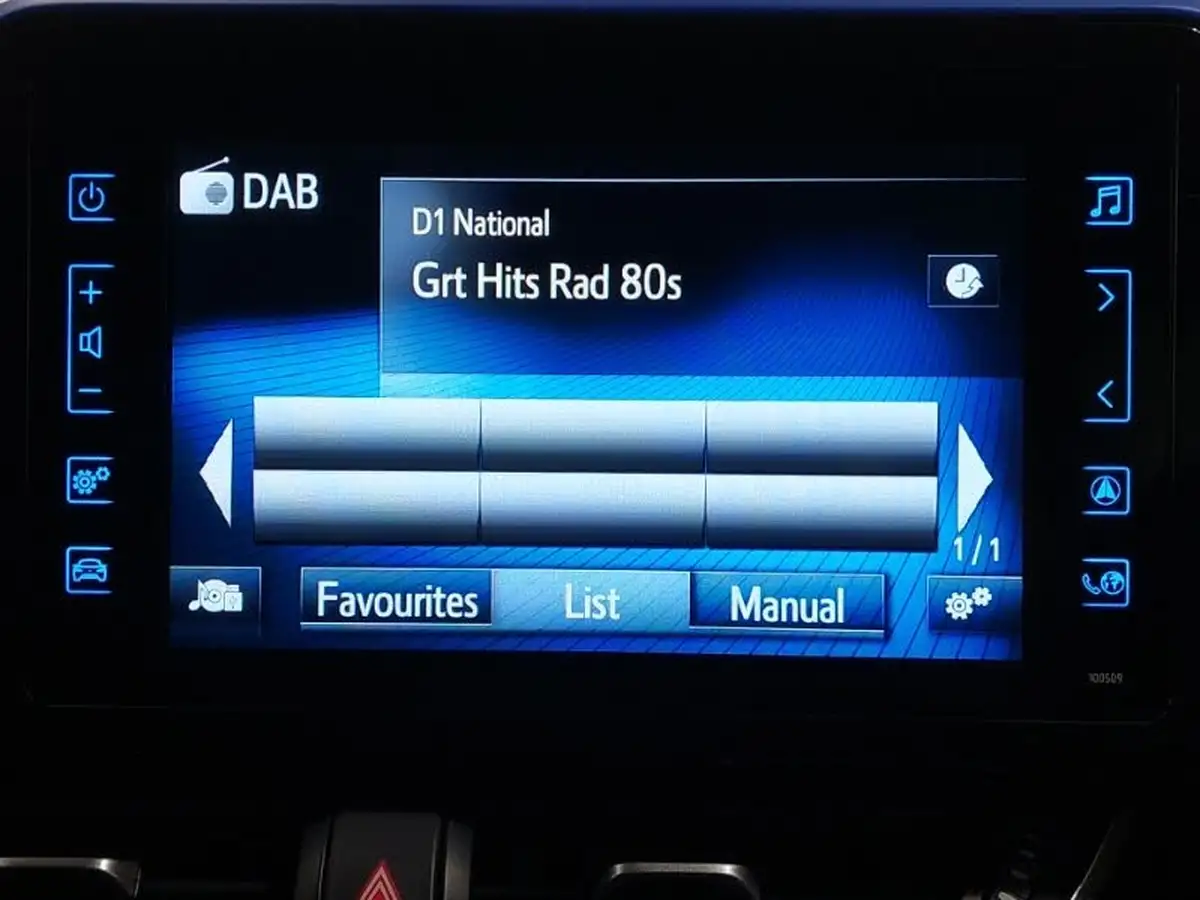 DAB
D1 National
Grt Hits Rad 80s
1/1
Favourites
List
Manual
100509